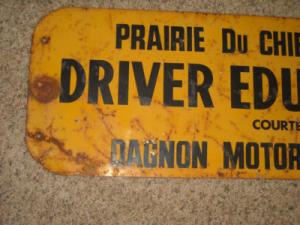 PRAIRIE DU CHIE
DRIVER EDU
COURTE
DAGNON MOTOR